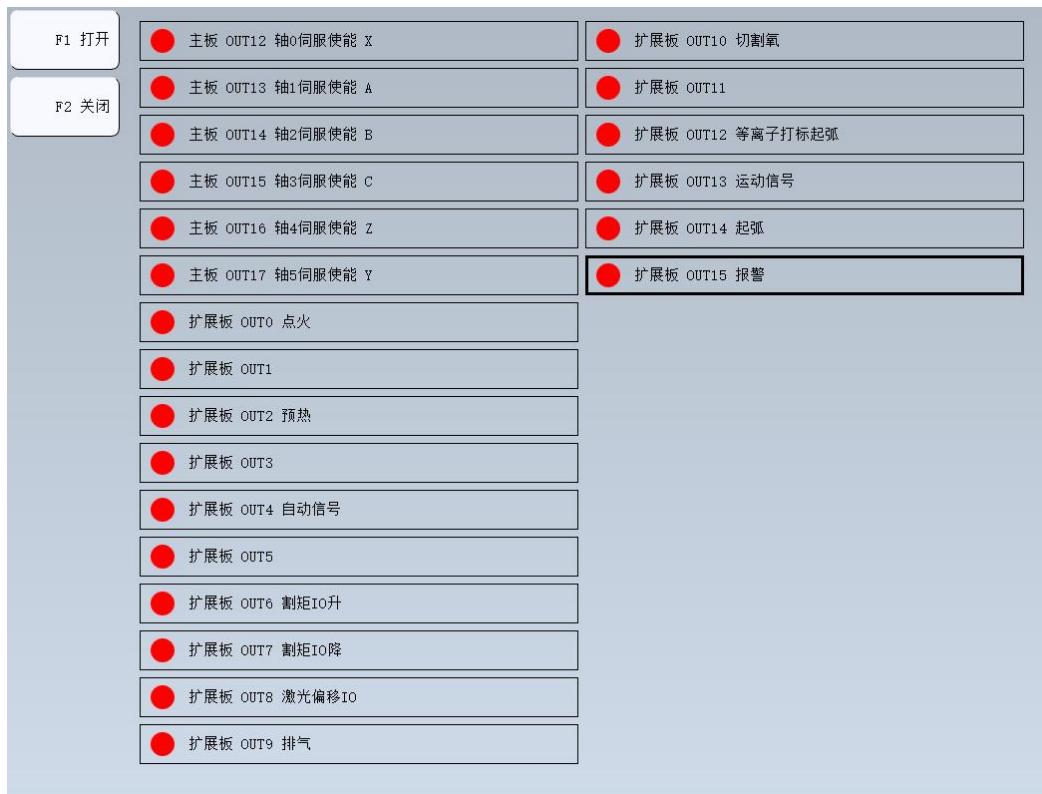 F1 打开
F2 关闭
主板 OUT12 轴0伺服使能 X
主板 OUT13 轴1伺服使能 A
主板 OUT14 轴2伺服使能 B
主板 OUT15 轴3伺服使能 C
主板 OUT16 轴4伺服使能 Z
主板 OUT17 轴5伺服使能 Y
扩展板 OUT0 点火
扩展板 OUT1
扩展板 OUT2 预热
扩展板 OUT3
扩展板 OUT4 自动信号
扩展板 OUT5
扩展板 OUT6 割矩IO升
扩展板 OUT7 割矩IO降
扩展板 OUT8 激光偏移IO
扩展板 OUT9 排气
扩展板 OUT10 切割氧
扩展板 OUT11
扩展板 OUT12 等离子打标起弧
扩展板 OUT13 运动信号
扩展板 OUT14 起弧
扩展板 OUT15 报警